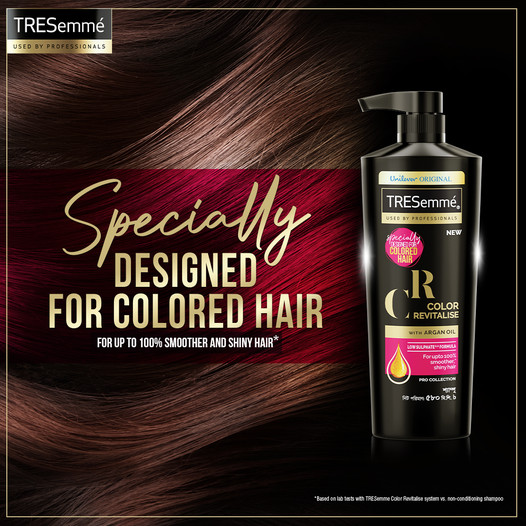 TRESemmé
USED BY PROFESSIONALS
Specially
DESIGNED
FOR COLORED HAIR
FOR UP TO 100% SMOOTHER AND SHINY HAIR*
Unilever ORIGINAL
TRESemmé
USED BY PROFESSIONALS
NEW
specially
DESIGNED FOR
COLORED
HAIR
CR
COLOR
REVITALISE
WITH ARGAN OIL
LOW SULPHATE FORMULA
For upto 100%
smoother,
shiny hair
PRO COLLECTION
৫৮০ মি.লি.
*Based on lab tests with TRESemme Color Revitalise system vs. non-conditioning shampoo